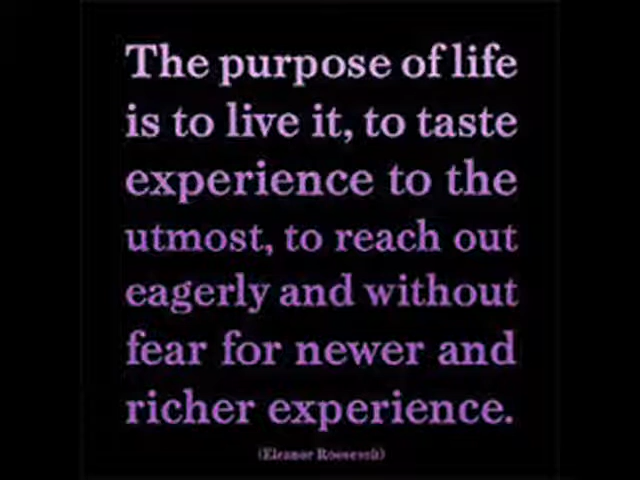 The purpose of life
is to live it, to taste
experience to the
utmost, to reach out
eagerly and without
fear for newer and
richer experience.
(Eleanor Roosevelt)